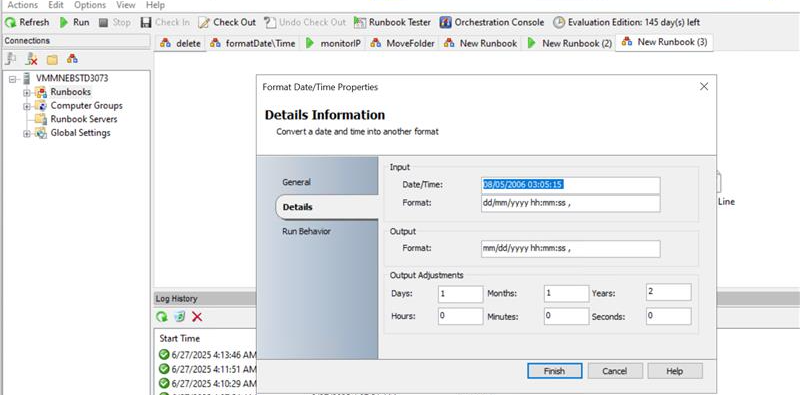 Actions Edit Options View Help
Refresh Run Stop Check In Check Out Undo Check Out Runbook Tester Orchestration Console Evaluation Edition: 145 day(s) left
Connections
delete formatDate\Time monitorIP MoveFolder New Runbook New Runbook (2) New Runbook (3)
VMMNEBSTD3073
Runbooks
Computer Groups
Runbook Servers
Global Settings
Format Date/Time Properties
Details Information
Convert a date and time into another format
General
Details
Run Behavior
Input
Date/Time: 08/05/2006 03:05:15
Format: dd/mm/yyyy hh:mm:ss ,
Output
Format: mm/dd/yyyy hh:mm:ss ,
Output Adjustments
Days: 1 Months: 1 Years: 2
Hours: 0 Minutes: 0 Seconds: 0
Finish Cancel Help
Line
Log History
Start Time
6/27/2025 4:13:46 AM
6/27/2025 4:11:51 AM
6/27/2025 4:10:29 AM